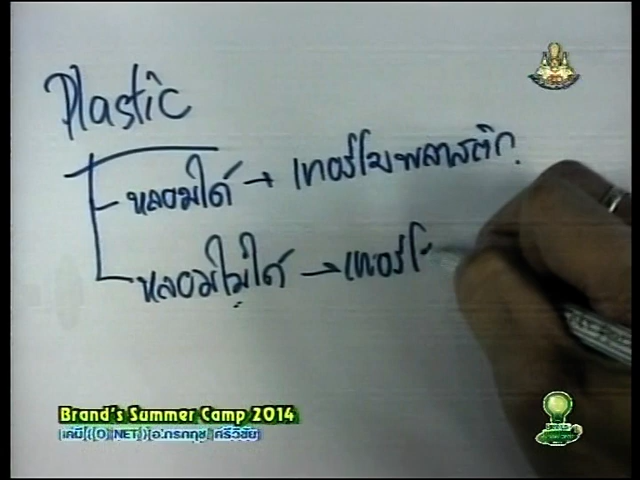 Plastic
หลอมได้ → เทอร์โมพลาสติก
หลอมไม่ได้ → เทอร์โ
Brand's Summer Camp 2014
เคมี (O NET) อ.กรกฤช ศรีวิชัย